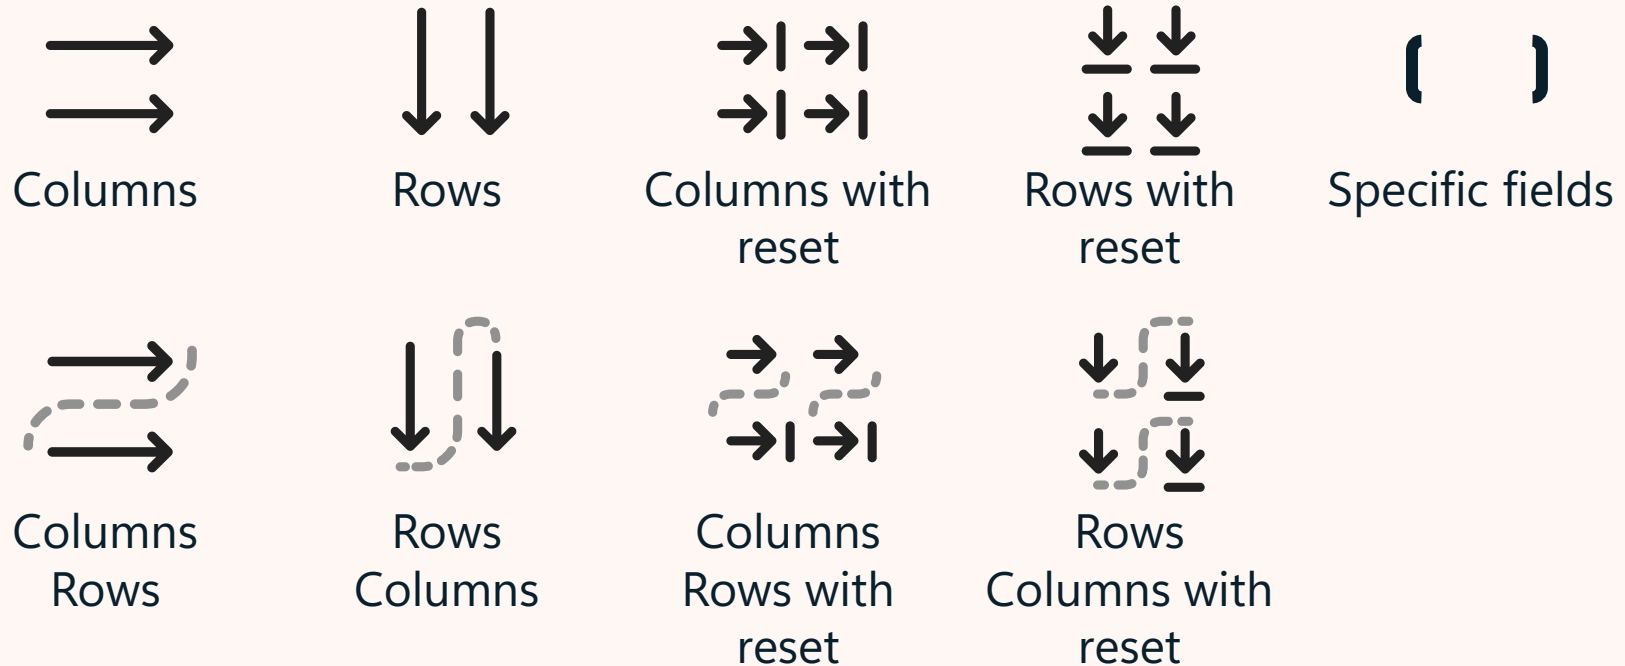 Columns
Rows
Columns with
reset
Rows with
reset
Specific fields
Columns
Rows
Rows
Columns
Columns
Rows with
reset
Rows
Columns with
reset